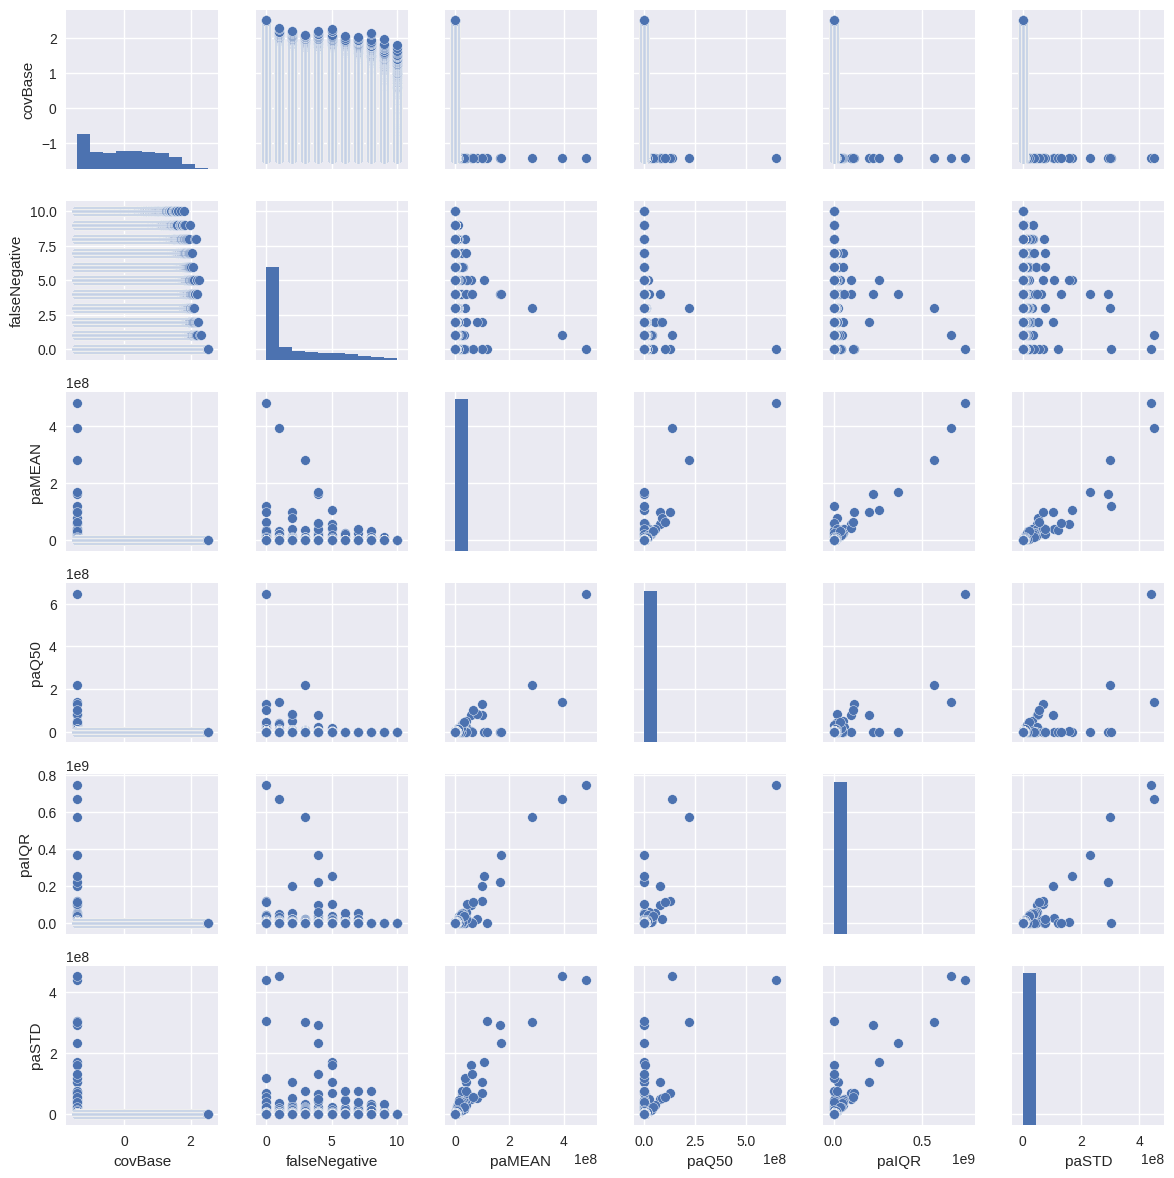 2
1
0
−1
covBase
10.0
7.5
5.0
2.5
0.0
falseNegative
1e8
4
2
0
paMEAN
1e8
6
4
2
0
paQ50
1e9
0.8
0.6
0.4
0.2
0.0
paIQR
1e8
4
2
0
paSTD
0 2 0 5 10 0 2 4 0.0 2.5 5.0 0.0 0.5 0 2 4
1e8 1e8 1e9 1e8
covBase falseNegative paMEAN paQ50 paIQR paSTD